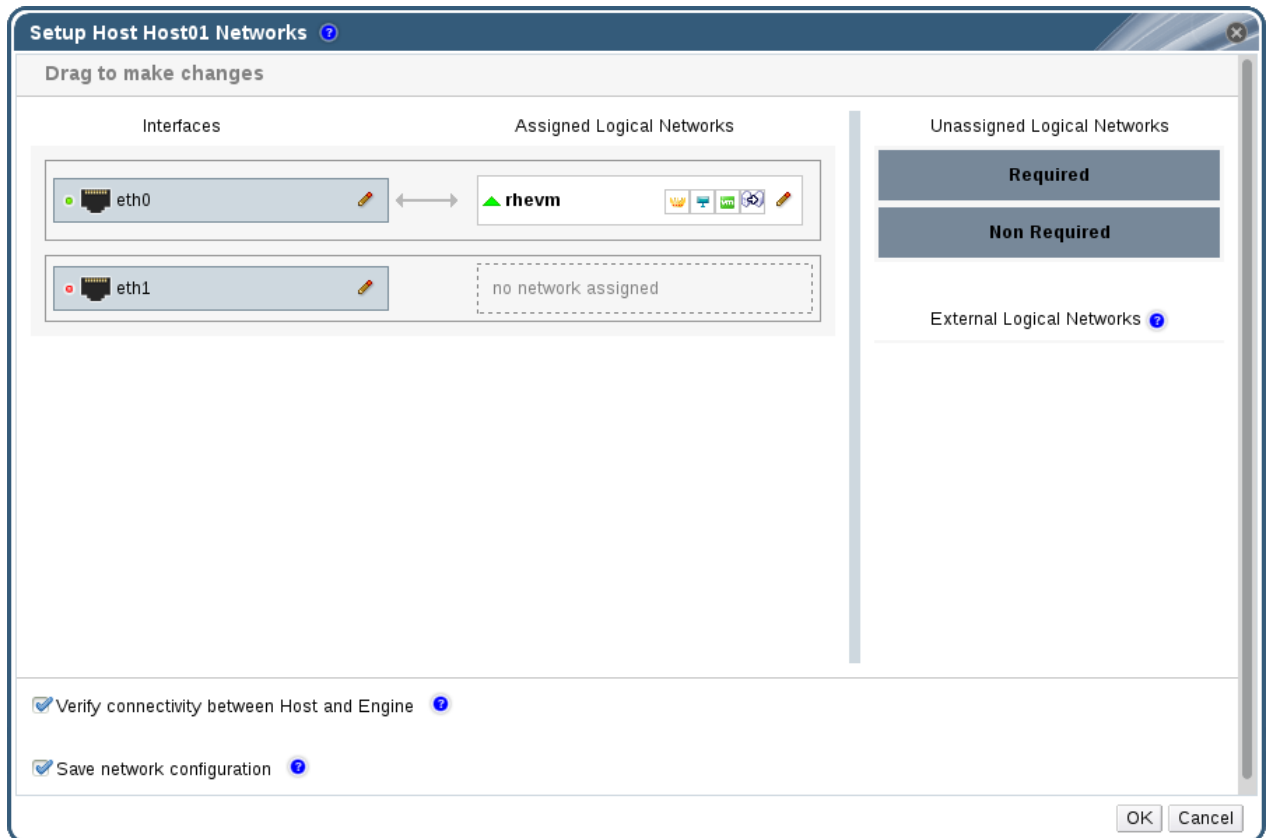 Setup Host Host01 Networks ?
Drag to make changes
Interfaces
Assigned Logical Networks
Unassigned Logical Networks
eth0
rhevm
vm
Required
Non Required
eth1
no network assigned
External Logical Networks ?
Verify connectivity between Host and Engine ?
Save network configuration ?
OK
Cancel